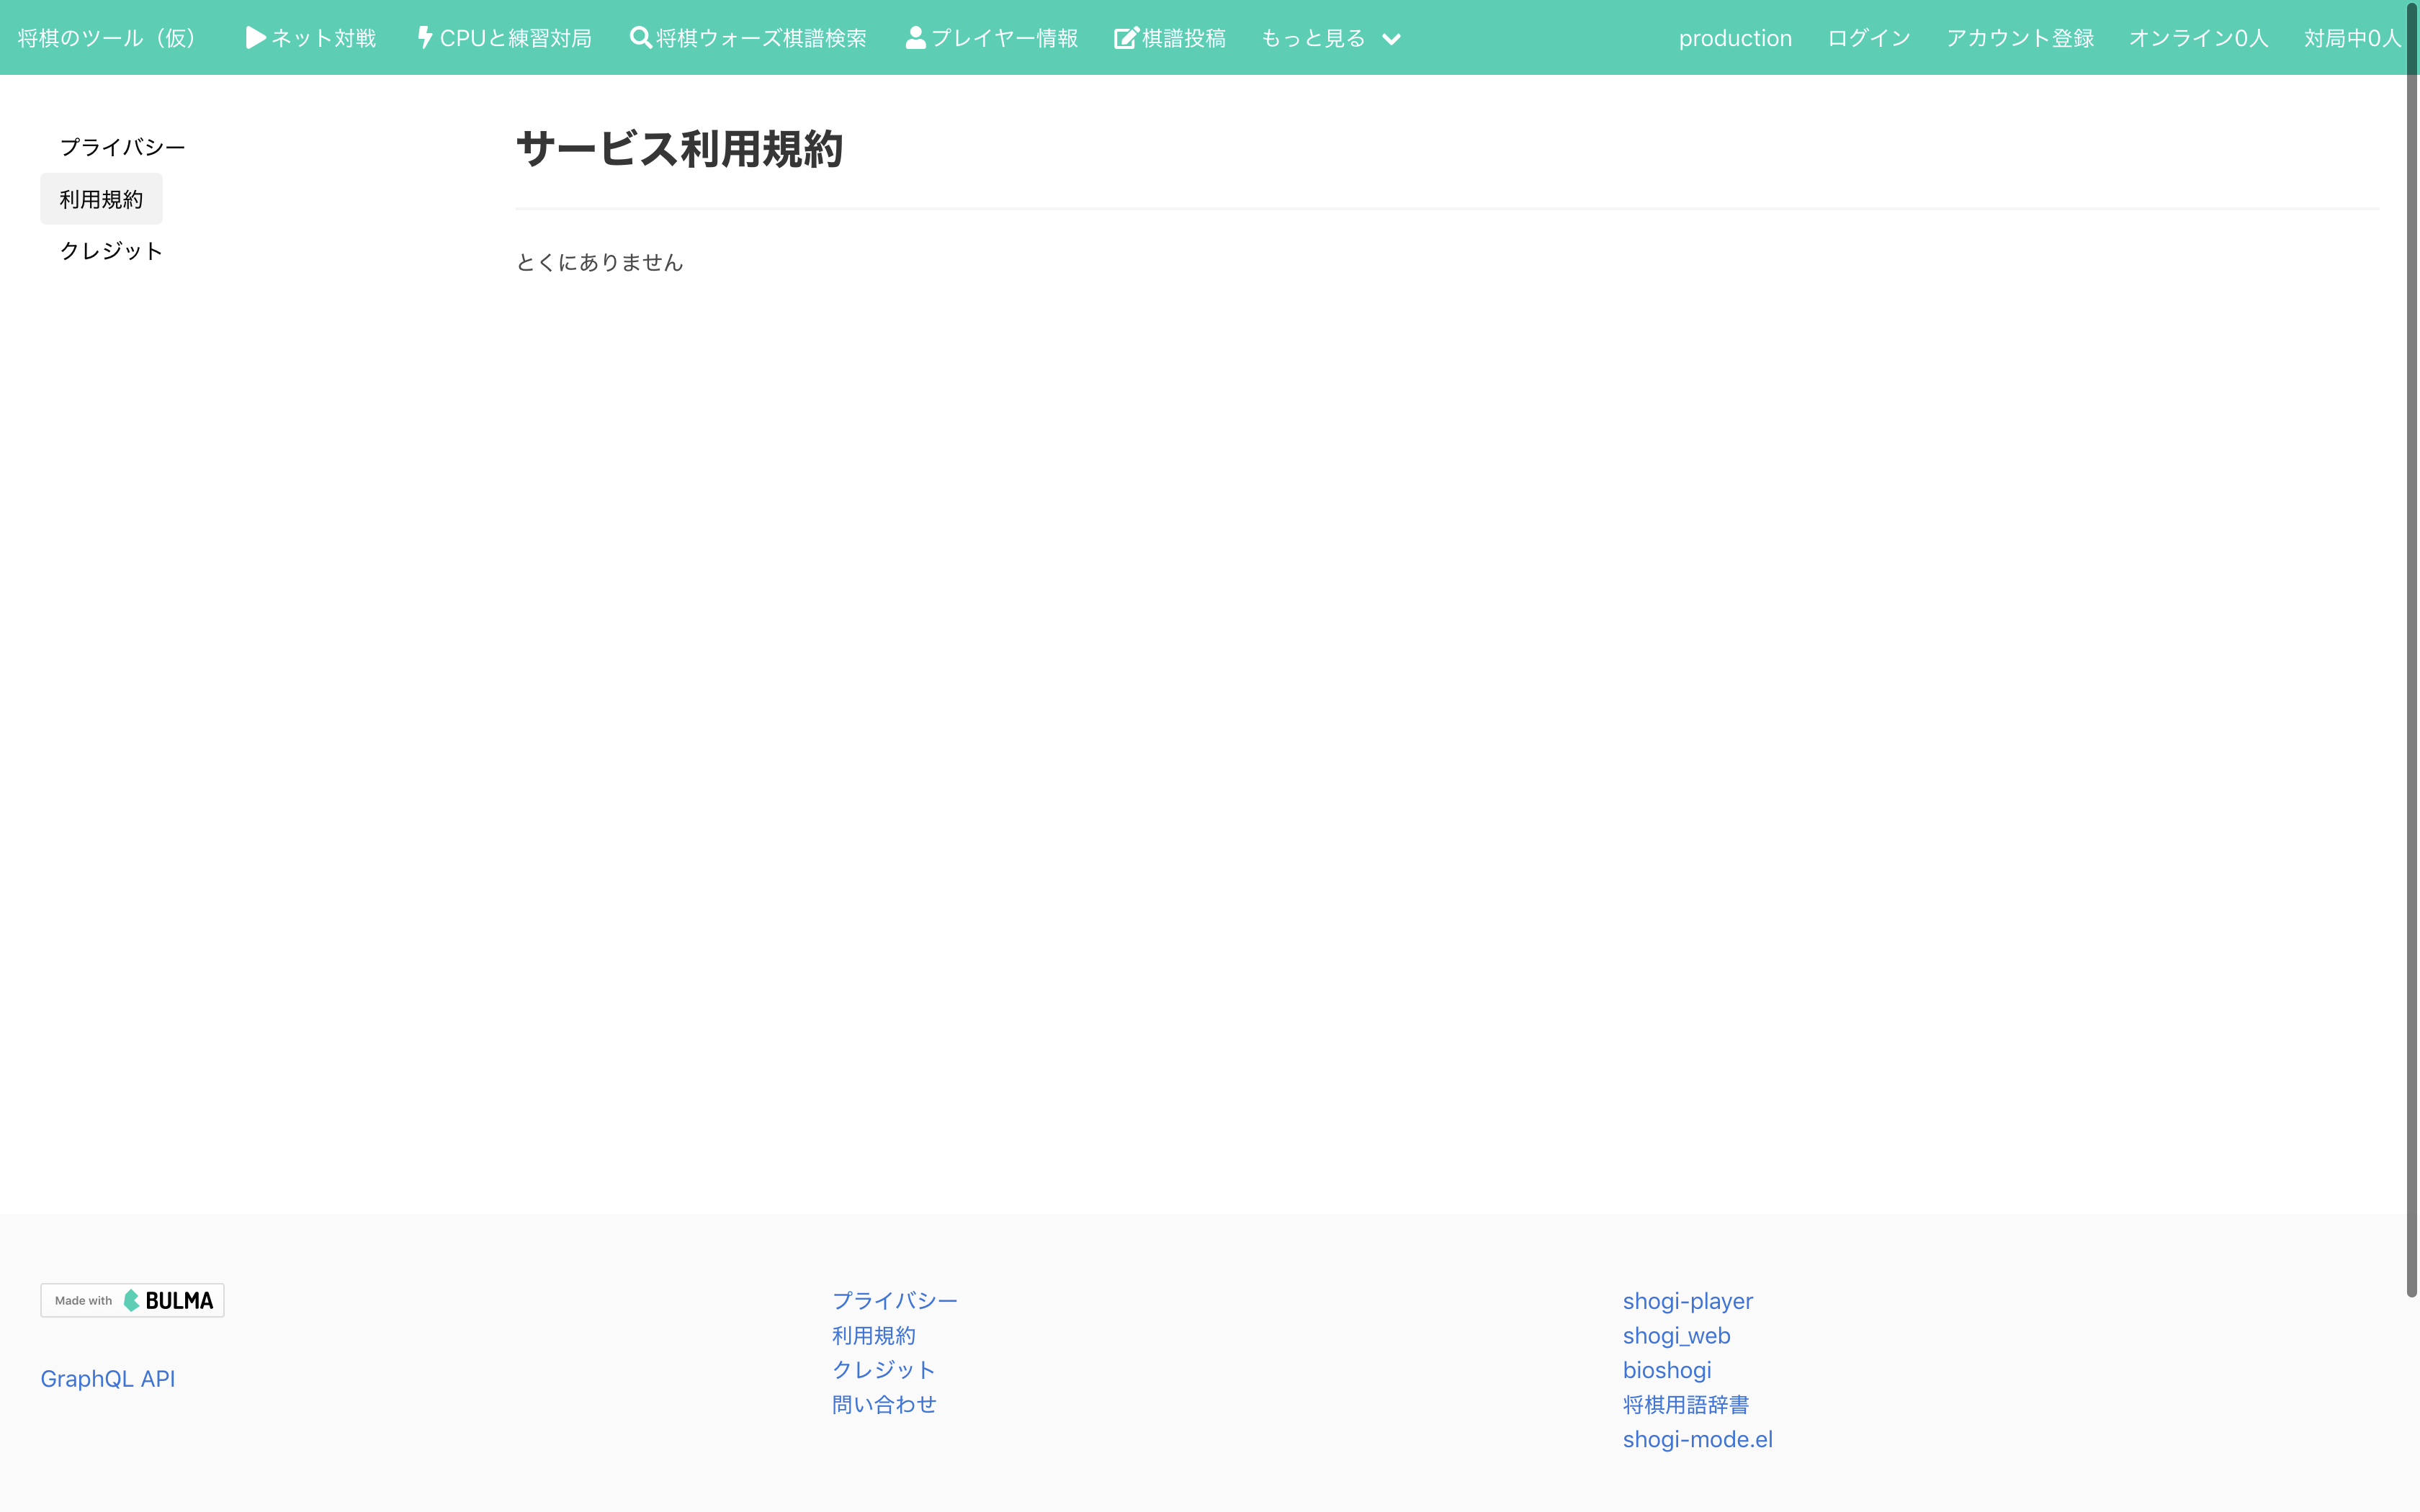 将棋のツール（仮） ネット対戦 CPUと練習対局 将棋ウォーズ棋譜検索 プレイヤー情報 棋譜投稿 もっと見る production ログイン アカウント登録 オンライン0人 対局中0人
プライバシー
利用規約
クレジット
サービス利用規約
とくにありません
Made with BULMA
GraphQL API
プライバシー
利用規約
クレジット
問い合わせ
shogi-player
shogi_web
bioshogi
将棋用語辞書
shogi-mode.el